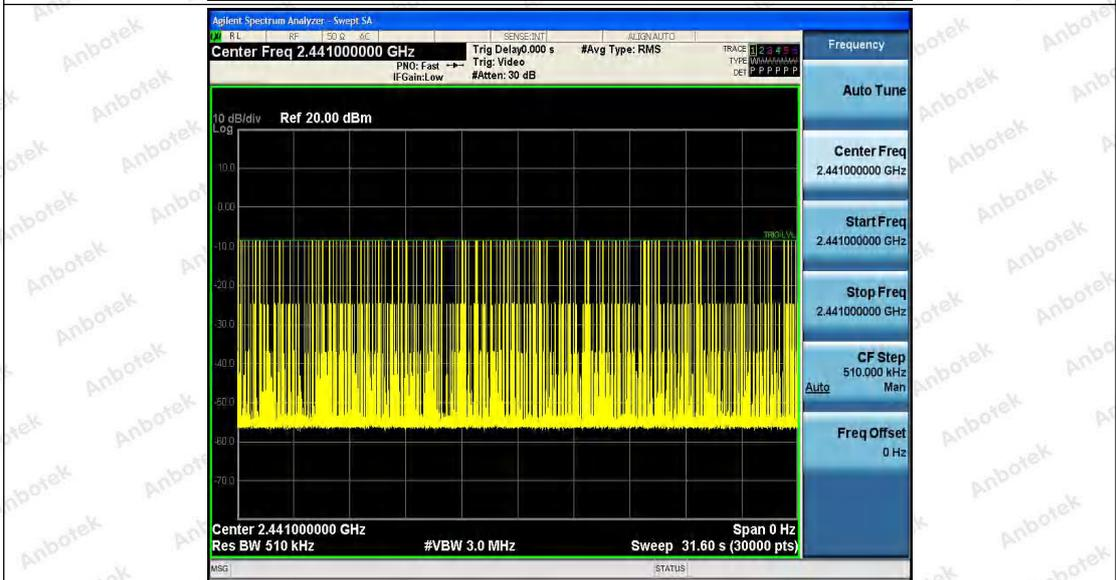 Agilent Spectrum Analyzer - Swept SA
RL RF 50 Ω AC SENSE:INT ALIGN AUTO
Center Freq 2.441000000 GHz
Trig Delay0.000 s #Avg Type: RMS
PNO: Fast Trig: Video
IFGain:Low #Atten: 30 dB
TRACE 1 2 3 4 5 6
TYPE
DET P P P P P P
10 dB/div Ref 20.00 dBm
Log
10.0
0.00
TRIG LVL
-10.0
-20.0
-30.0
-40.0
-50.0
-60.0
-70.0
Center 2.441000000 GHz Span 0 Hz
Res BW 510 kHz #VBW 3.0 MHz Sweep 31.60 s (30000 pts)
MSG STATUS
Frequency
Auto Tune
Center Freq
2.441000000 GHz
Start Freq
2.441000000 GHz
Stop Freq
2.441000000 GHz
CF Step
510.000 kHz
Auto Man
Freq Offset
0 Hz
Anbotek